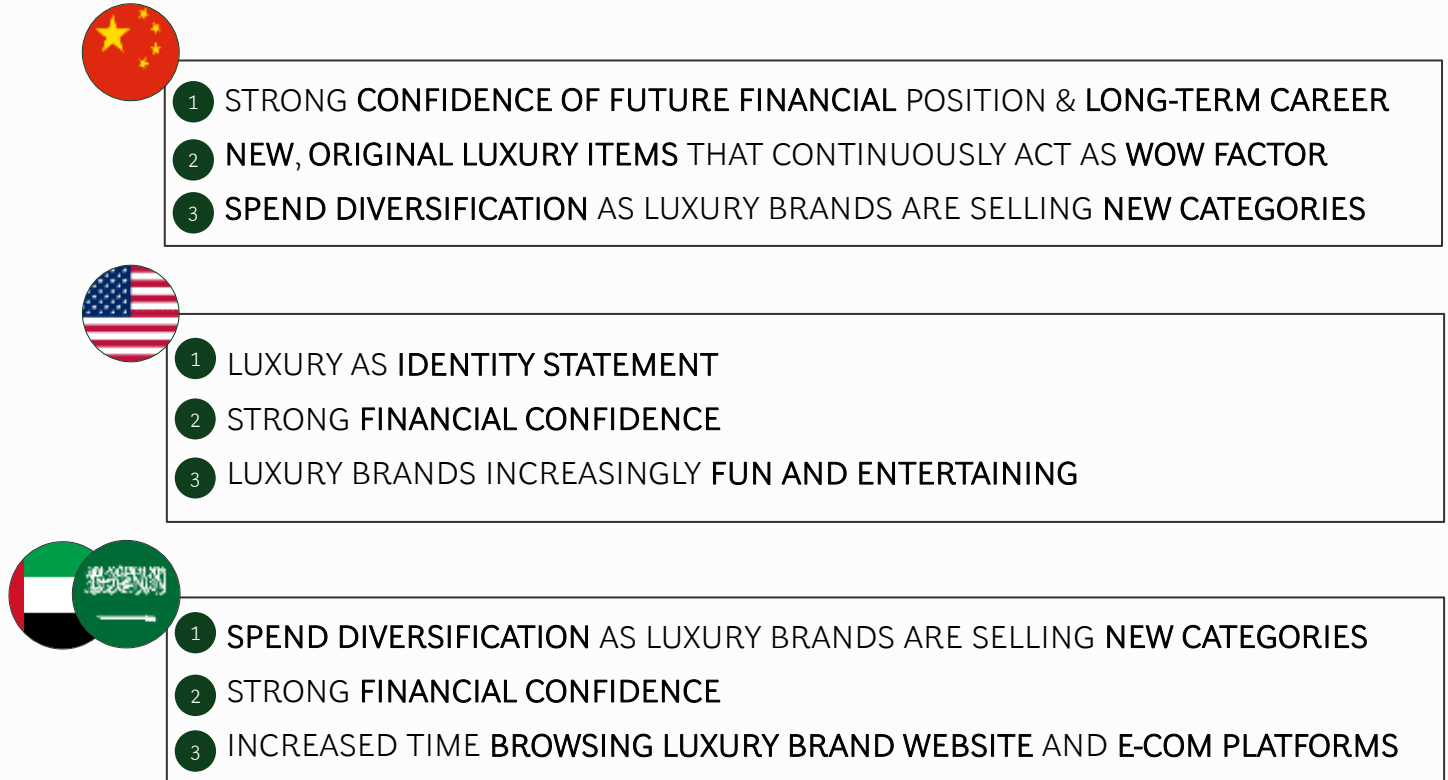 1 STRONG CONFIDENCE OF FUTURE FINANCIAL POSITION & LONG-TERM CAREER
2 NEW, ORIGINAL LUXURY ITEMS THAT CONTINUOUSLY ACT AS WOW FACTOR
3 SPEND DIVERSIFICATION AS LUXURY BRANDS ARE SELLING NEW CATEGORIES
1 LUXURY AS IDENTITY STATEMENT
2 STRONG FINANCIAL CONFIDENCE
3 LUXURY BRANDS INCREASINGLY FUN AND ENTERTAINING
1 SPEND DIVERSIFICATION AS LUXURY BRANDS ARE SELLING NEW CATEGORIES
2 STRONG FINANCIAL CONFIDENCE
3 INCREASED TIME BROWSING LUXURY BRAND WEBSITE AND E-COM PLATFORMS